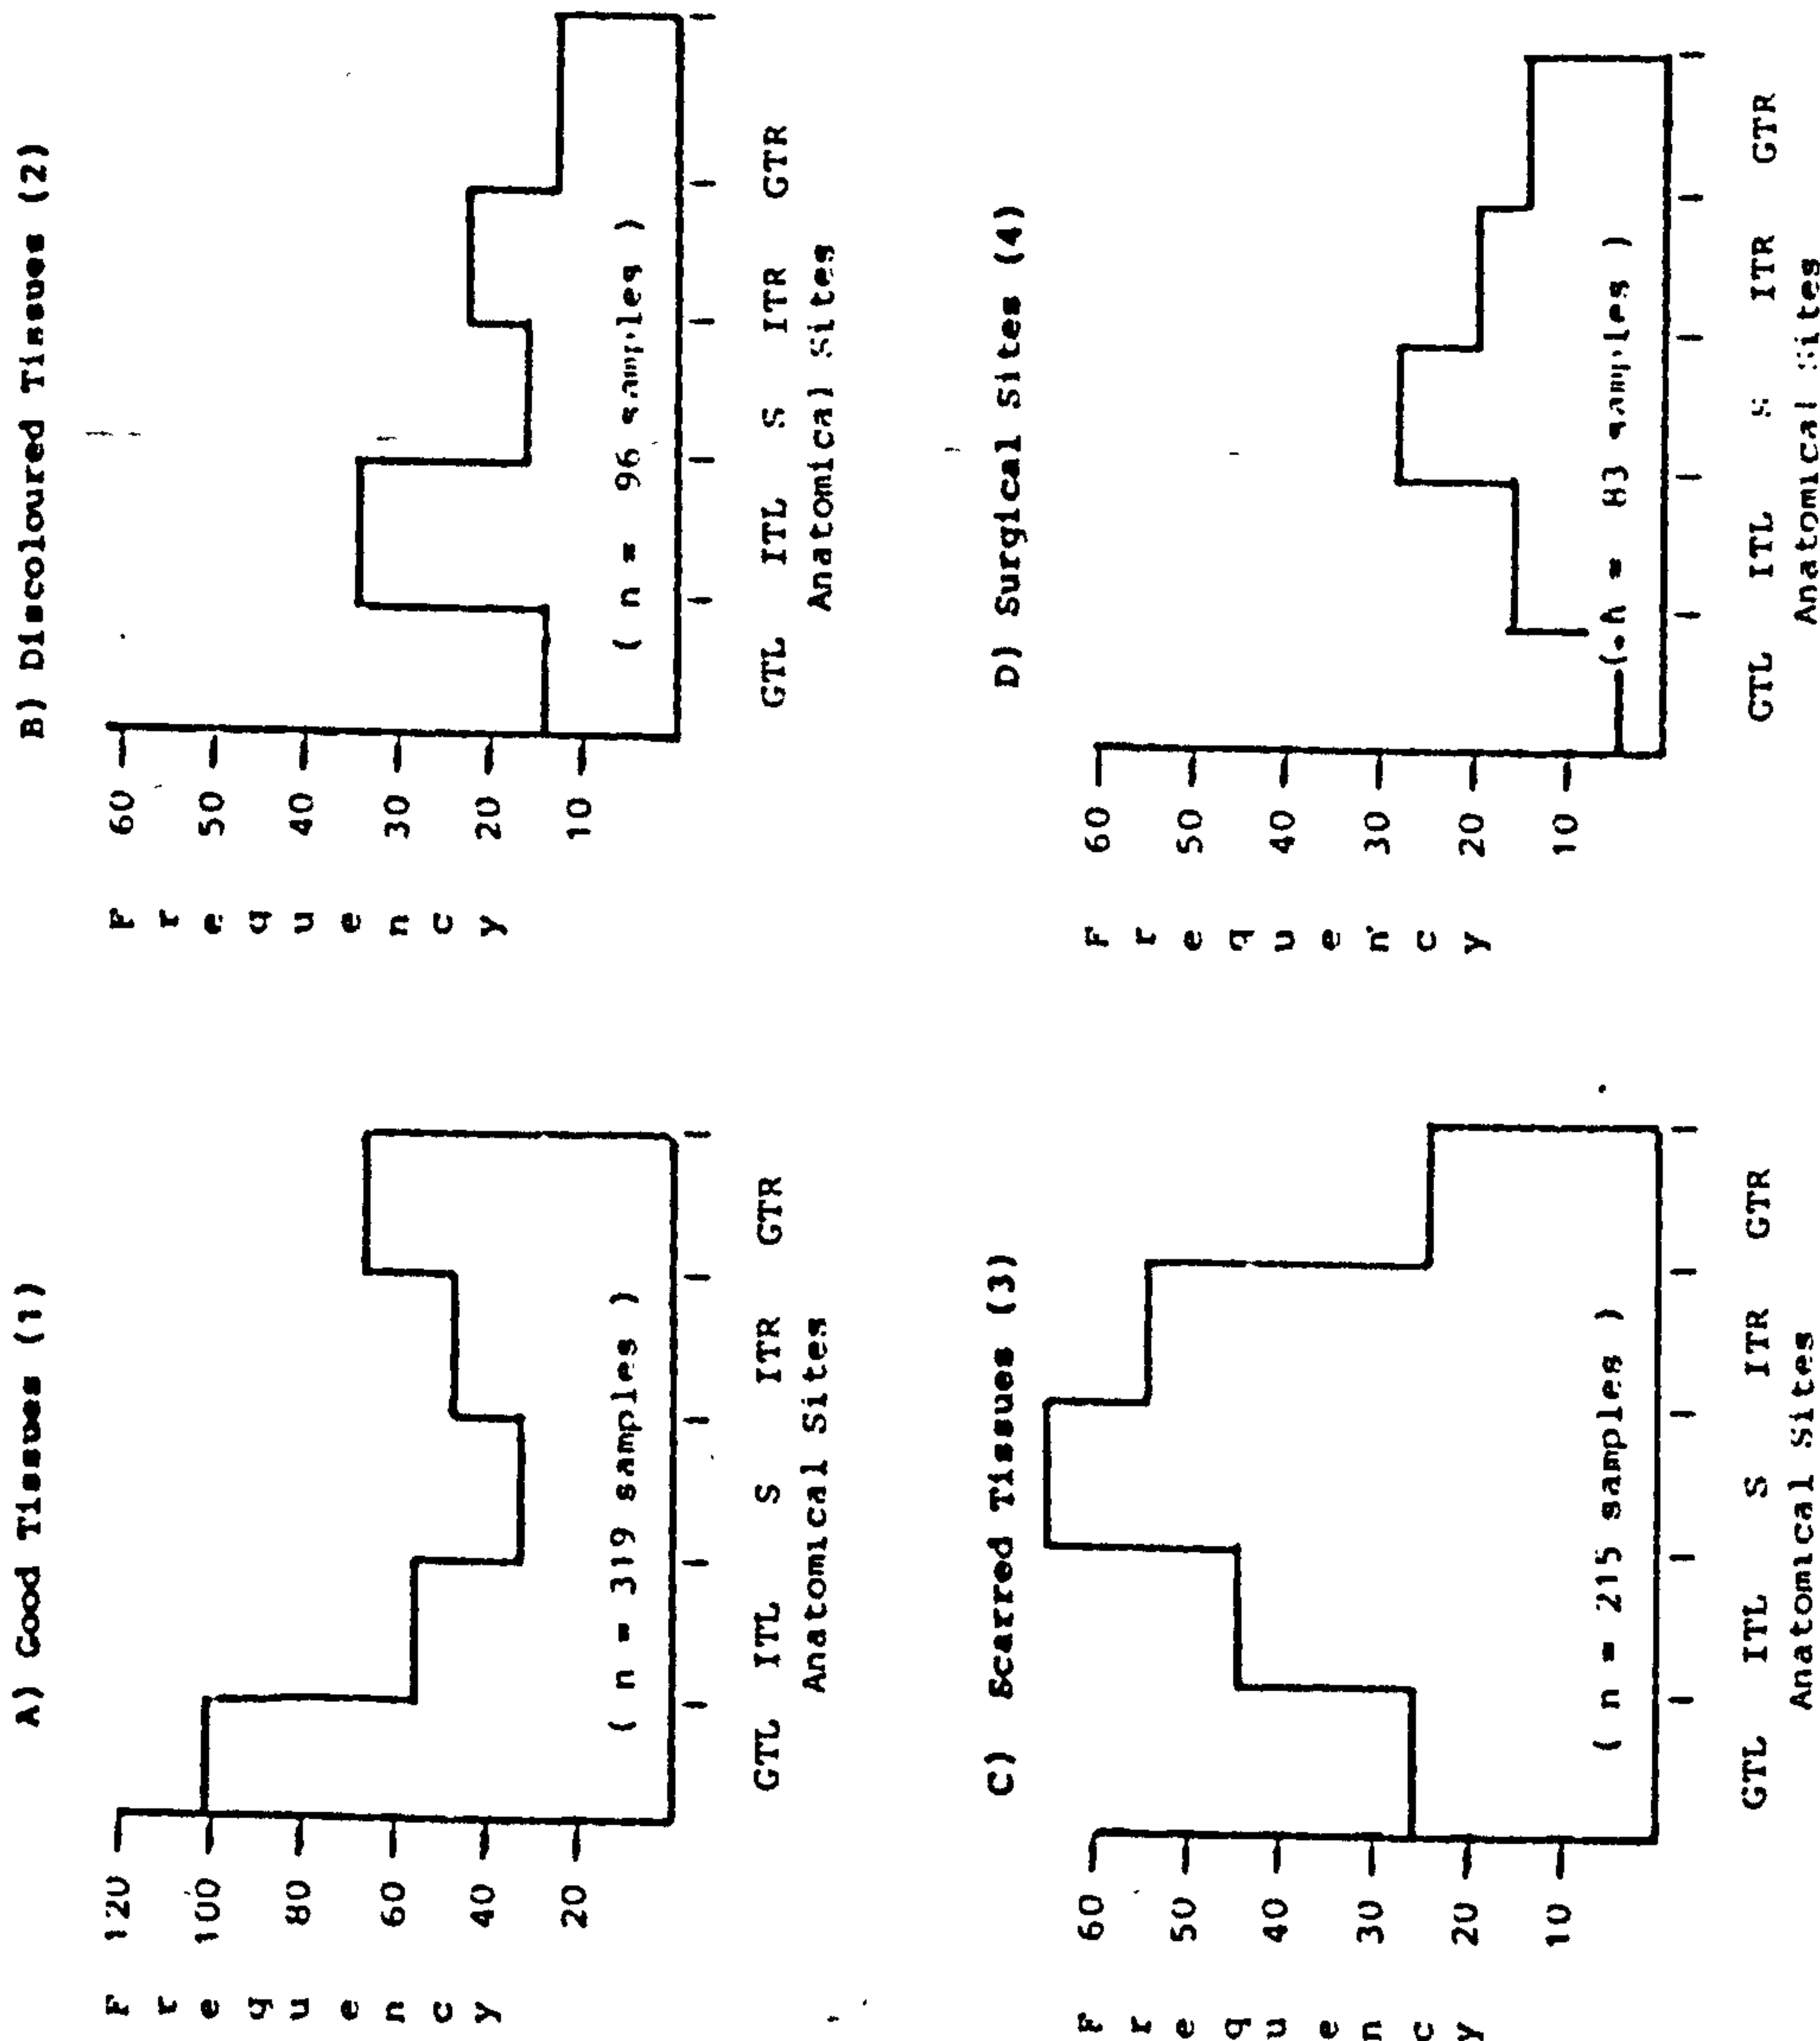 A) Good Tissues (1)
F
r
e
q
u
e
n
c
y
120
100
80
60
40
20
( n = 319 samples )
GTL ITL S ITR GTR
Anatomical Sites
B) Discoloured Tissues (2)
F
r
e
q
u
e
n
c
y
60
50
40
30
20
10
( n = 96 samples )
GTL ITL S ITR GTR
Anatomical Sites
C) Scarred Tissues (3)
F
r
e
q
u
e
n
c
y
60
50
40
30
20
10
( n = 215 samples )
GTL ITL S ITR GTR
Anatomical Sites
D) Surgical Sites (4)
F
r
e
q
u
e
n
c
y
60
50
40
30
20
10
( n = 83 samples )
GTL ITL S ITR GTR
Anatomical Sites